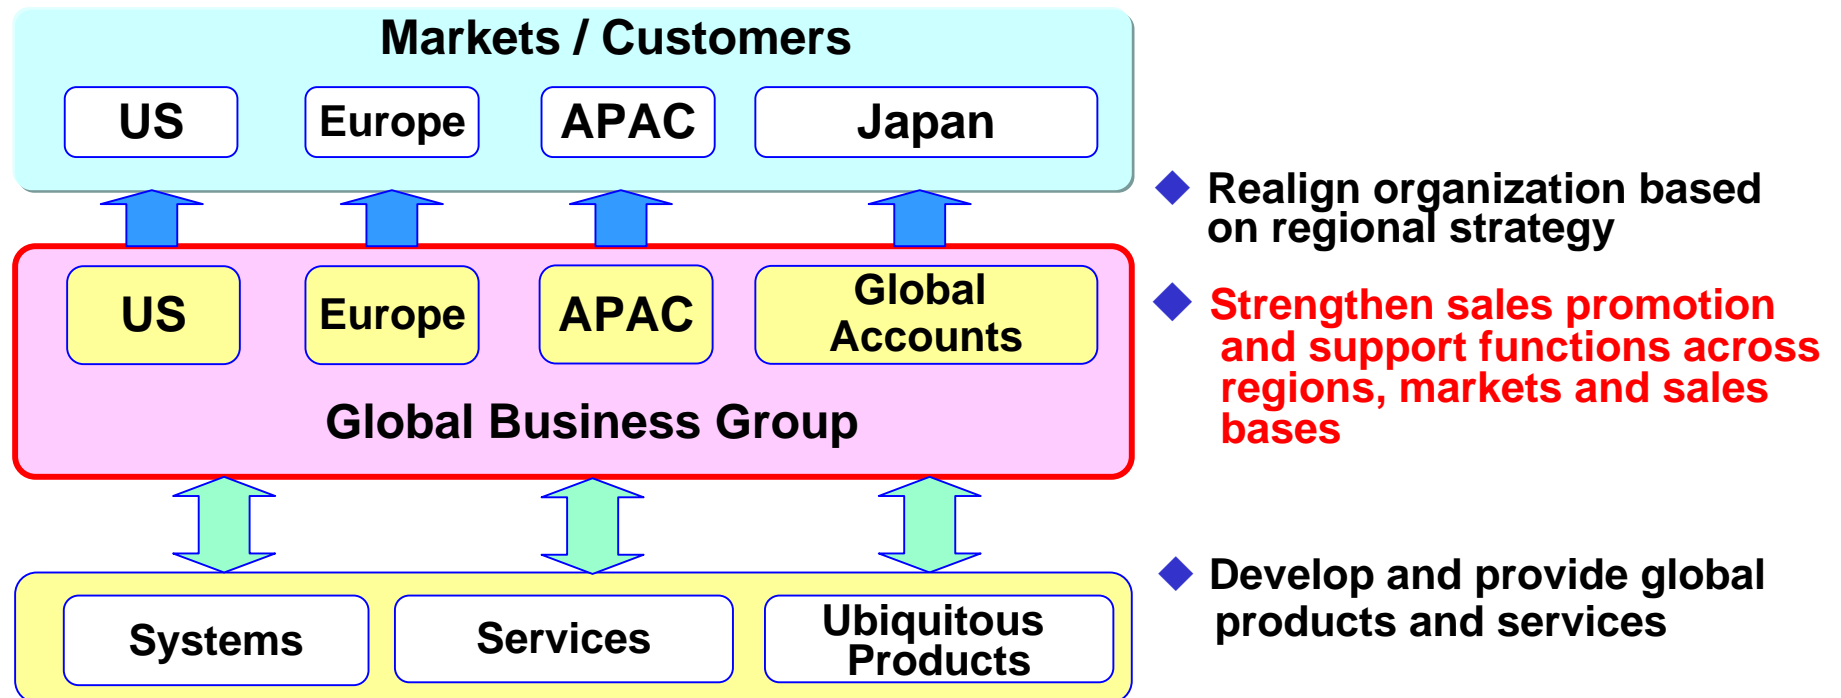 Markets / Customers
US
Europe
APAC
Japan
US
Europe
APAC
Global
Accounts
Global Business Group
Systems
Services
Ubiquitous
Products
Realign organization based
on regional strategy
Strengthen sales promotion
and support functions across
regions, markets and sales
bases
Develop and provide global
products and services